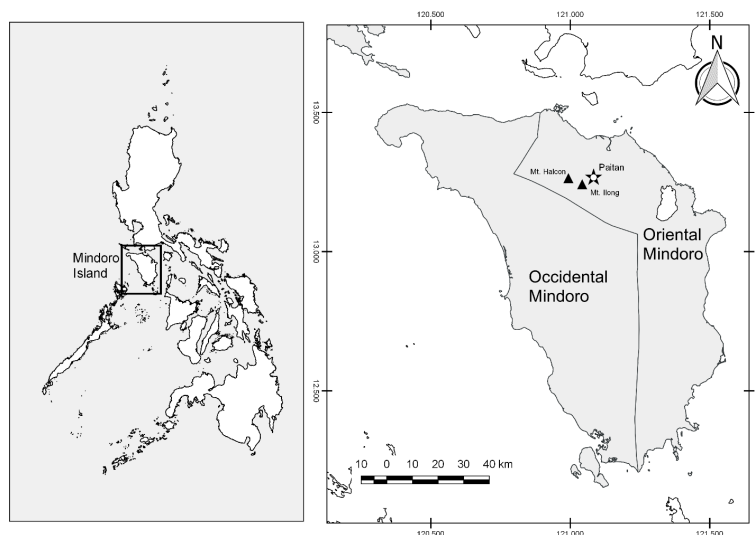 Mindoro
Island
120.500
121.000
121.500
N
13.500
13.000
12.500
Mt. Halcon
Paitan
Mt. Ilong
Oriental
Mindoro
Occidental
Mindoro
10 0 10 20 30 40 km
120.500
121.000
121.500